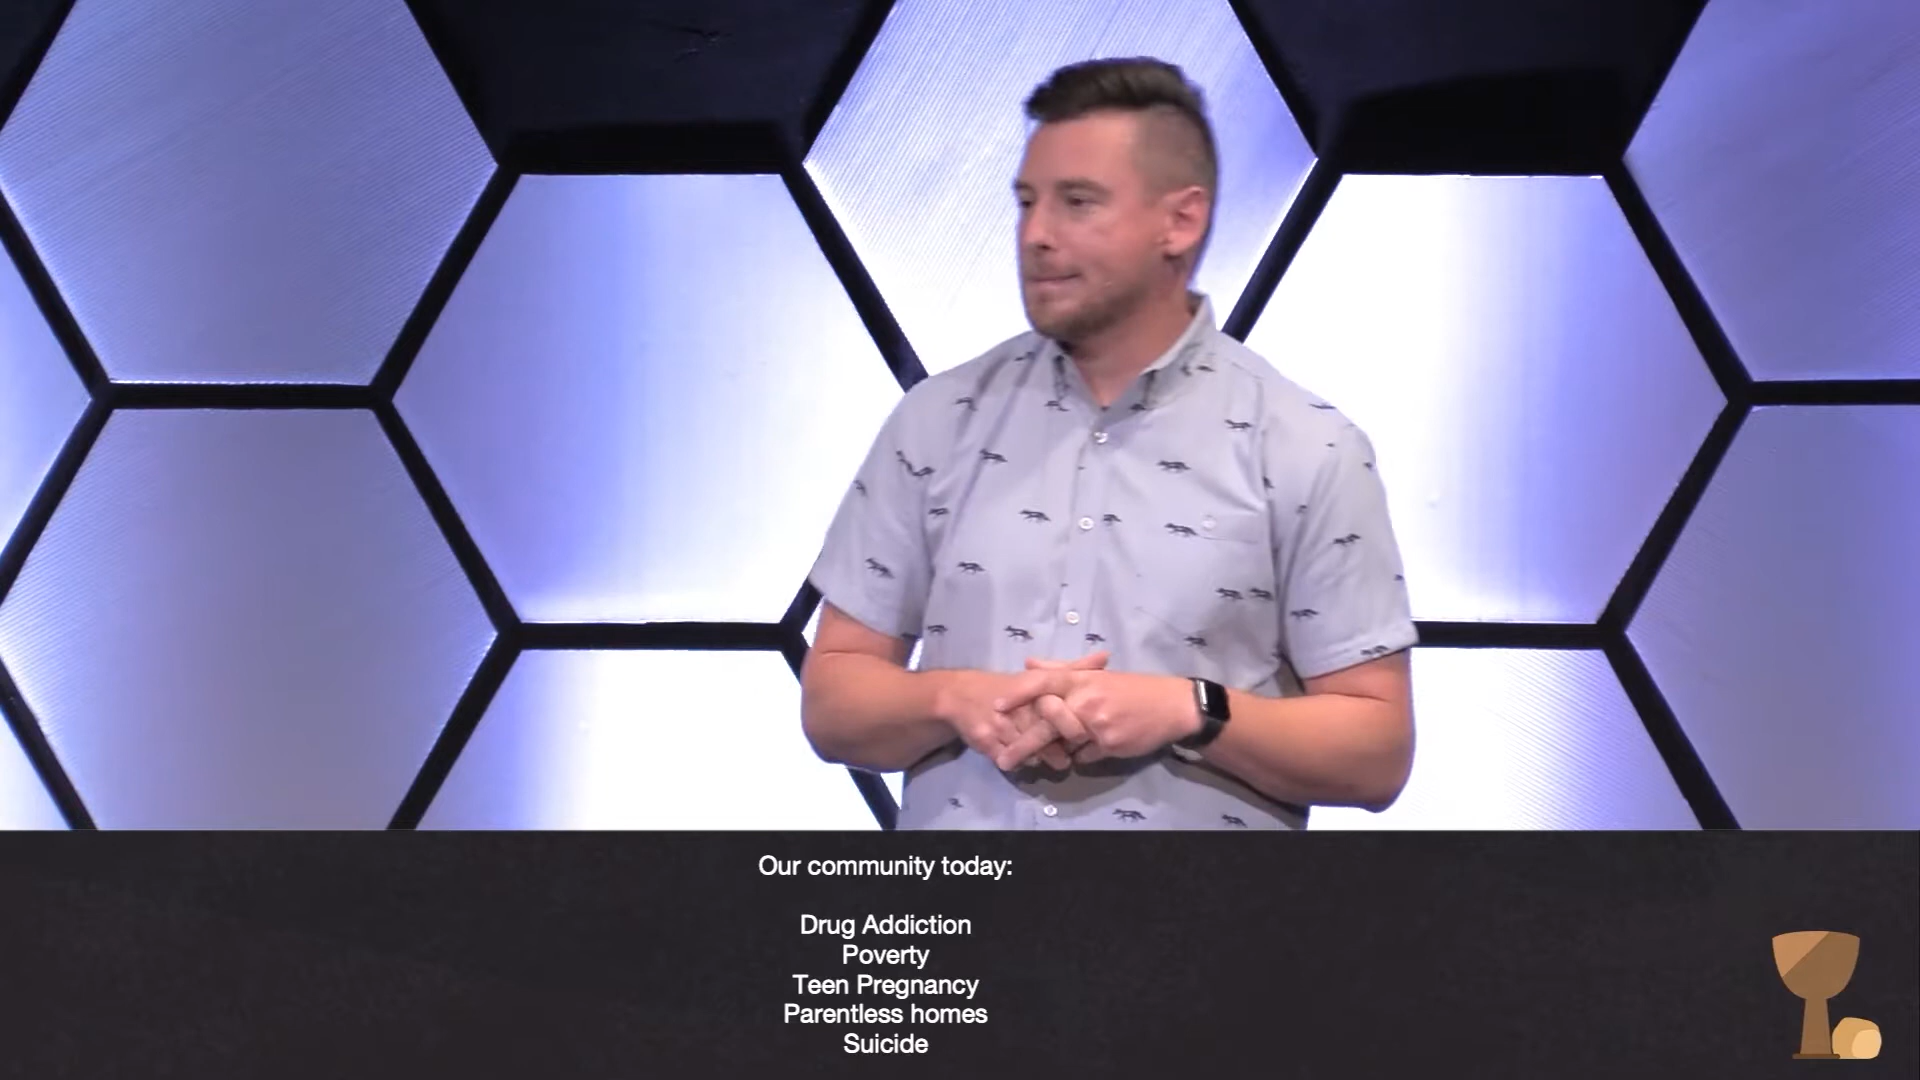 Our community today:
Drug Addiction
Poverty
Teen Pregnancy
Parentless homes
Suicide